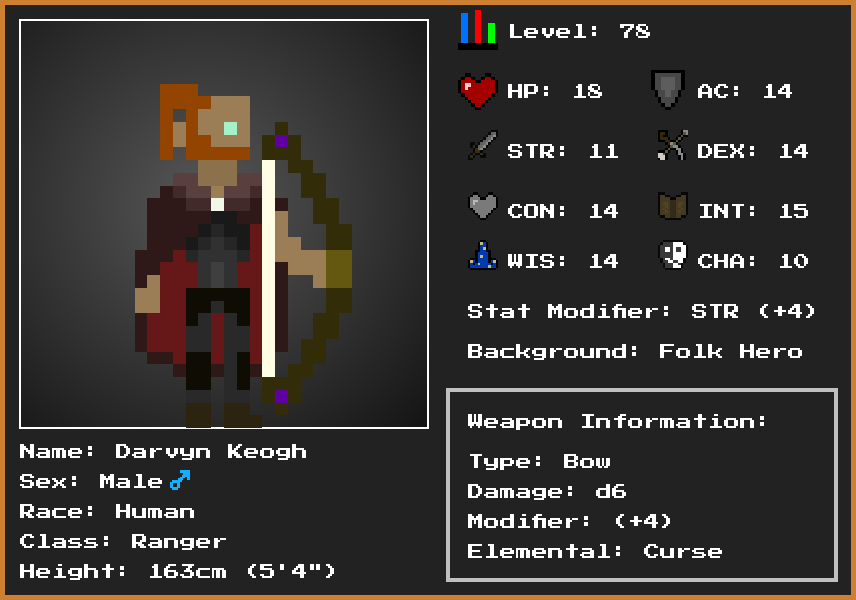 Level: 78
HP: 18
AC: 14
STR: 11
DEX: 14
CON: 14
INT: 15
WIS: 14
CHA: 10
Stat Modifier: STR (+4)
Background: Folk Hero
Weapon Information:
Type: Bow
Damage: d6
Modifier: (+4)
Elemental: Curse
Name: Darvyn Keogh
Sex: Male♂
Race: Human
Class: Ranger
Height: 163cm (5'4")